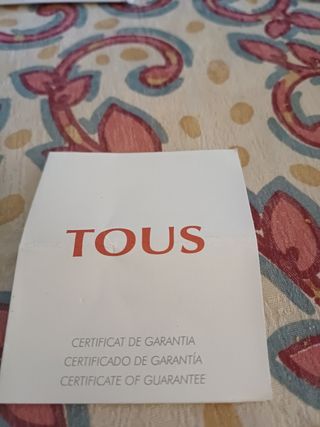 TOUS
CERTIFICAT DE GARANTIA
CERTIFICADO DE GARANTÍA
CERTIFICATE OF GUARANTEE